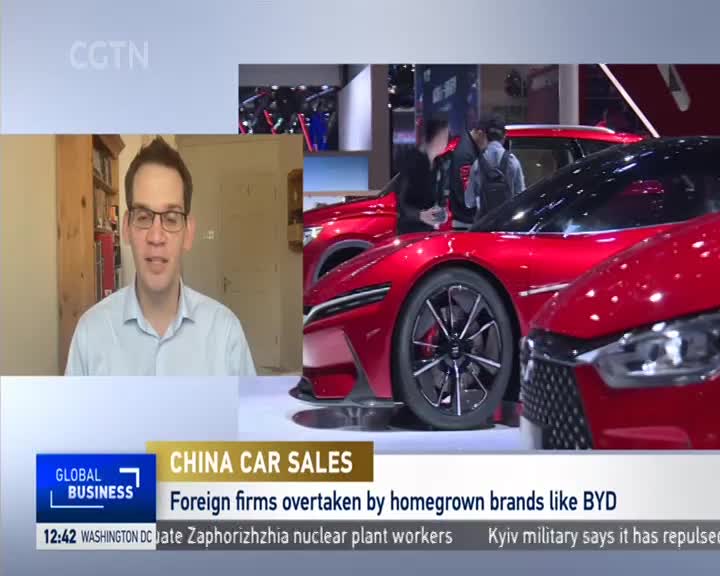 CGTN
CHINA CAR SALES
GLOBAL
BUSINESS
Foreign firms overtaken by homegrown brands like BYD
12:42 WASHINGTON DC
uate Zaphorizhzhia nuclear plant workers Kyiv military says it has repulsed